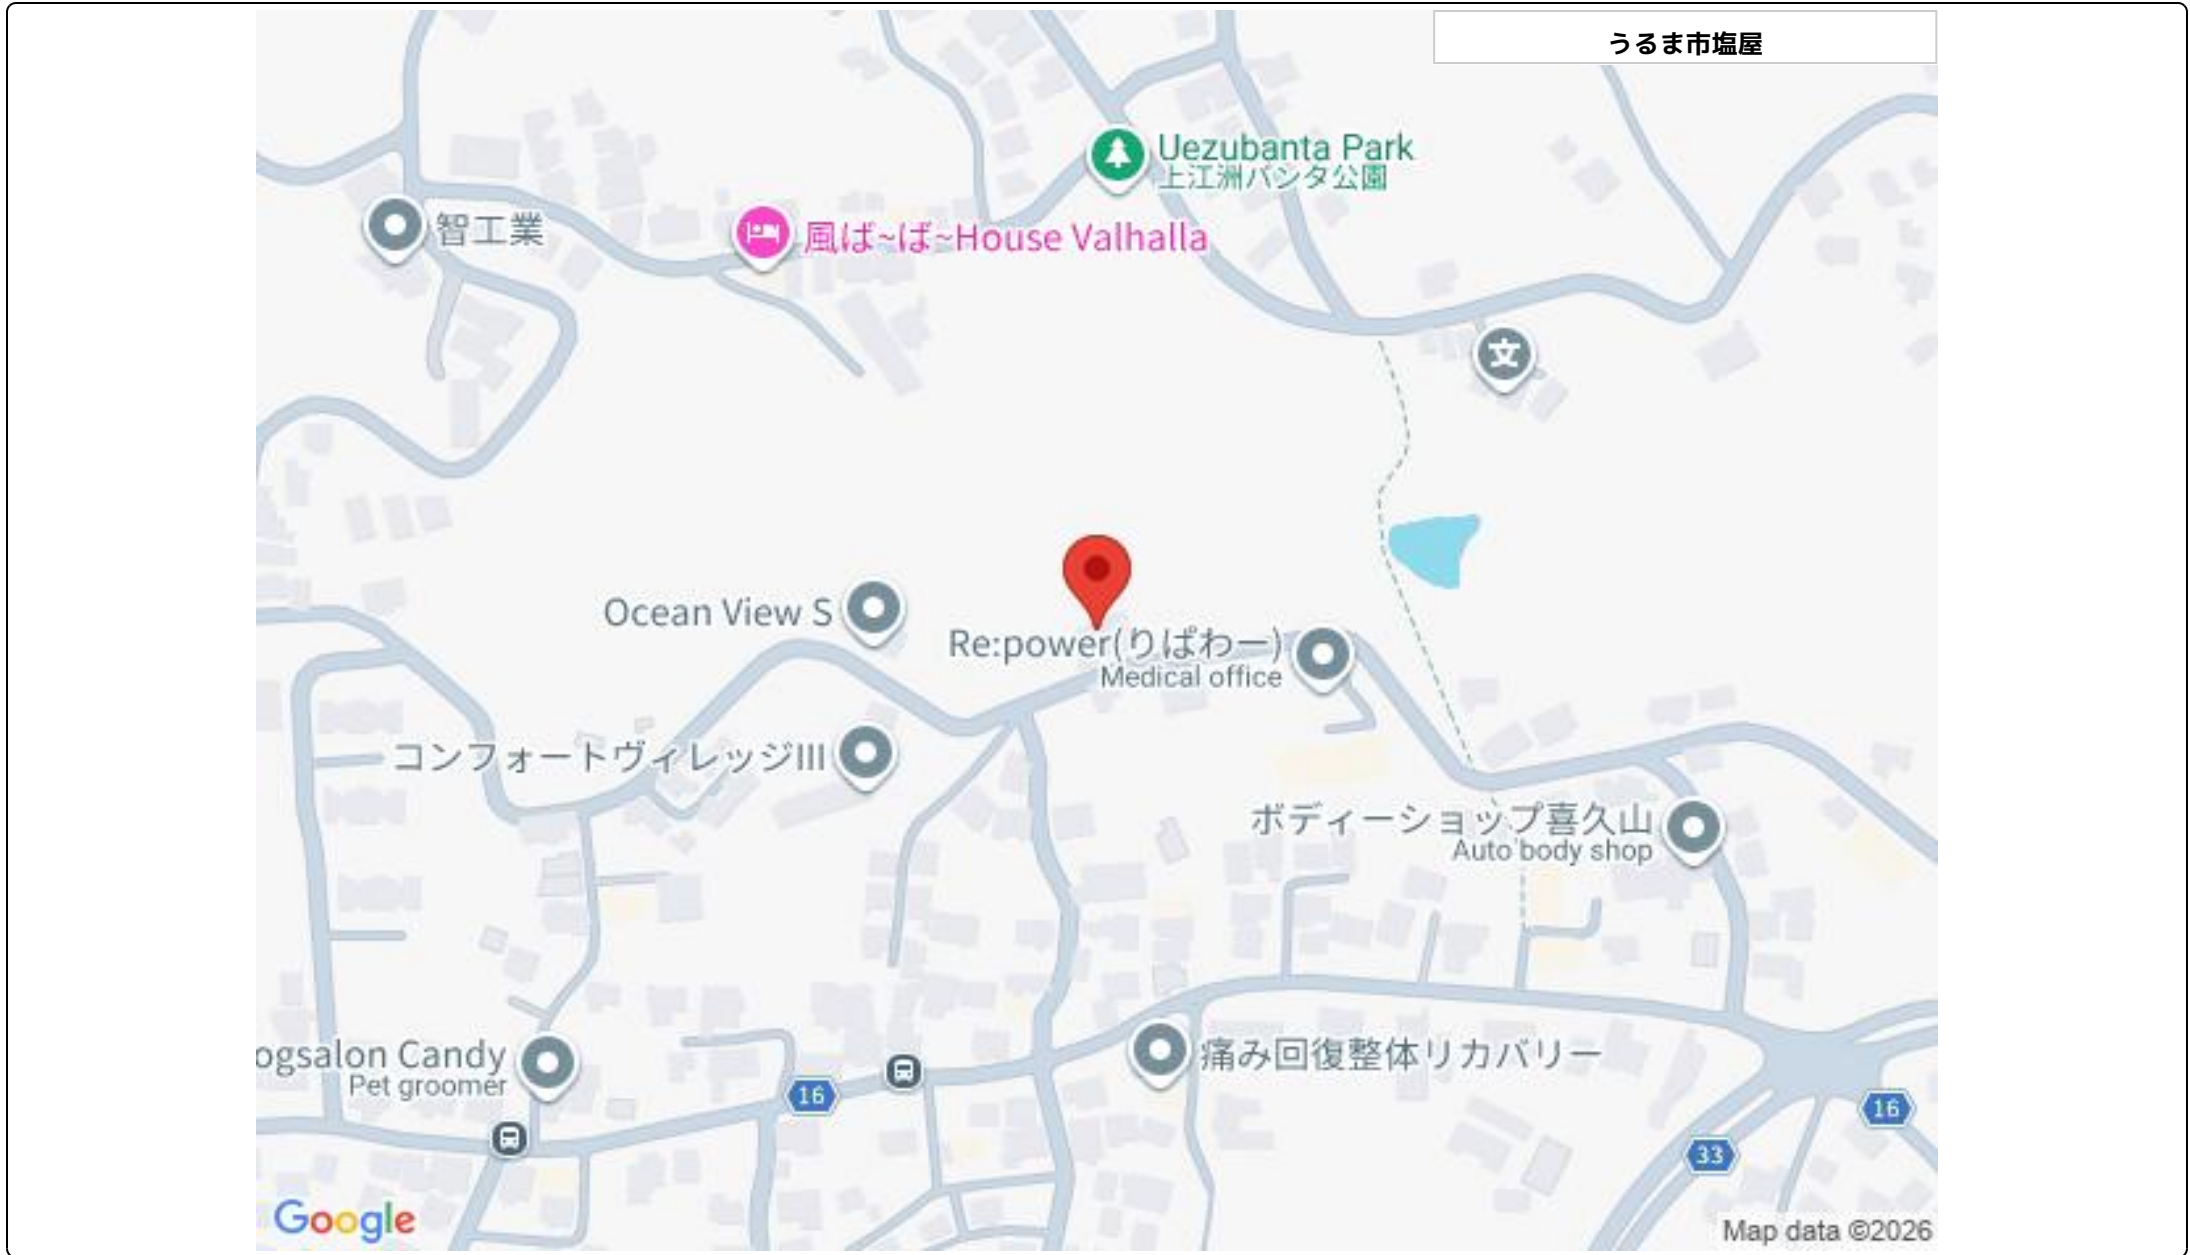 うるま市塩屋
Uezubanta Park
上江洲バンタ公園
智工業
風ば~ば~House Valhalla
文
Ocean View S
Re:power(りぱわー)
Medical office
コンフォートヴィレッジIII
ボディーショップ喜久山
Auto body shop
ogsalon Candy
Pet groomer
痛み回復整体リカバリー
16
16
33
Google
Map data ©2026